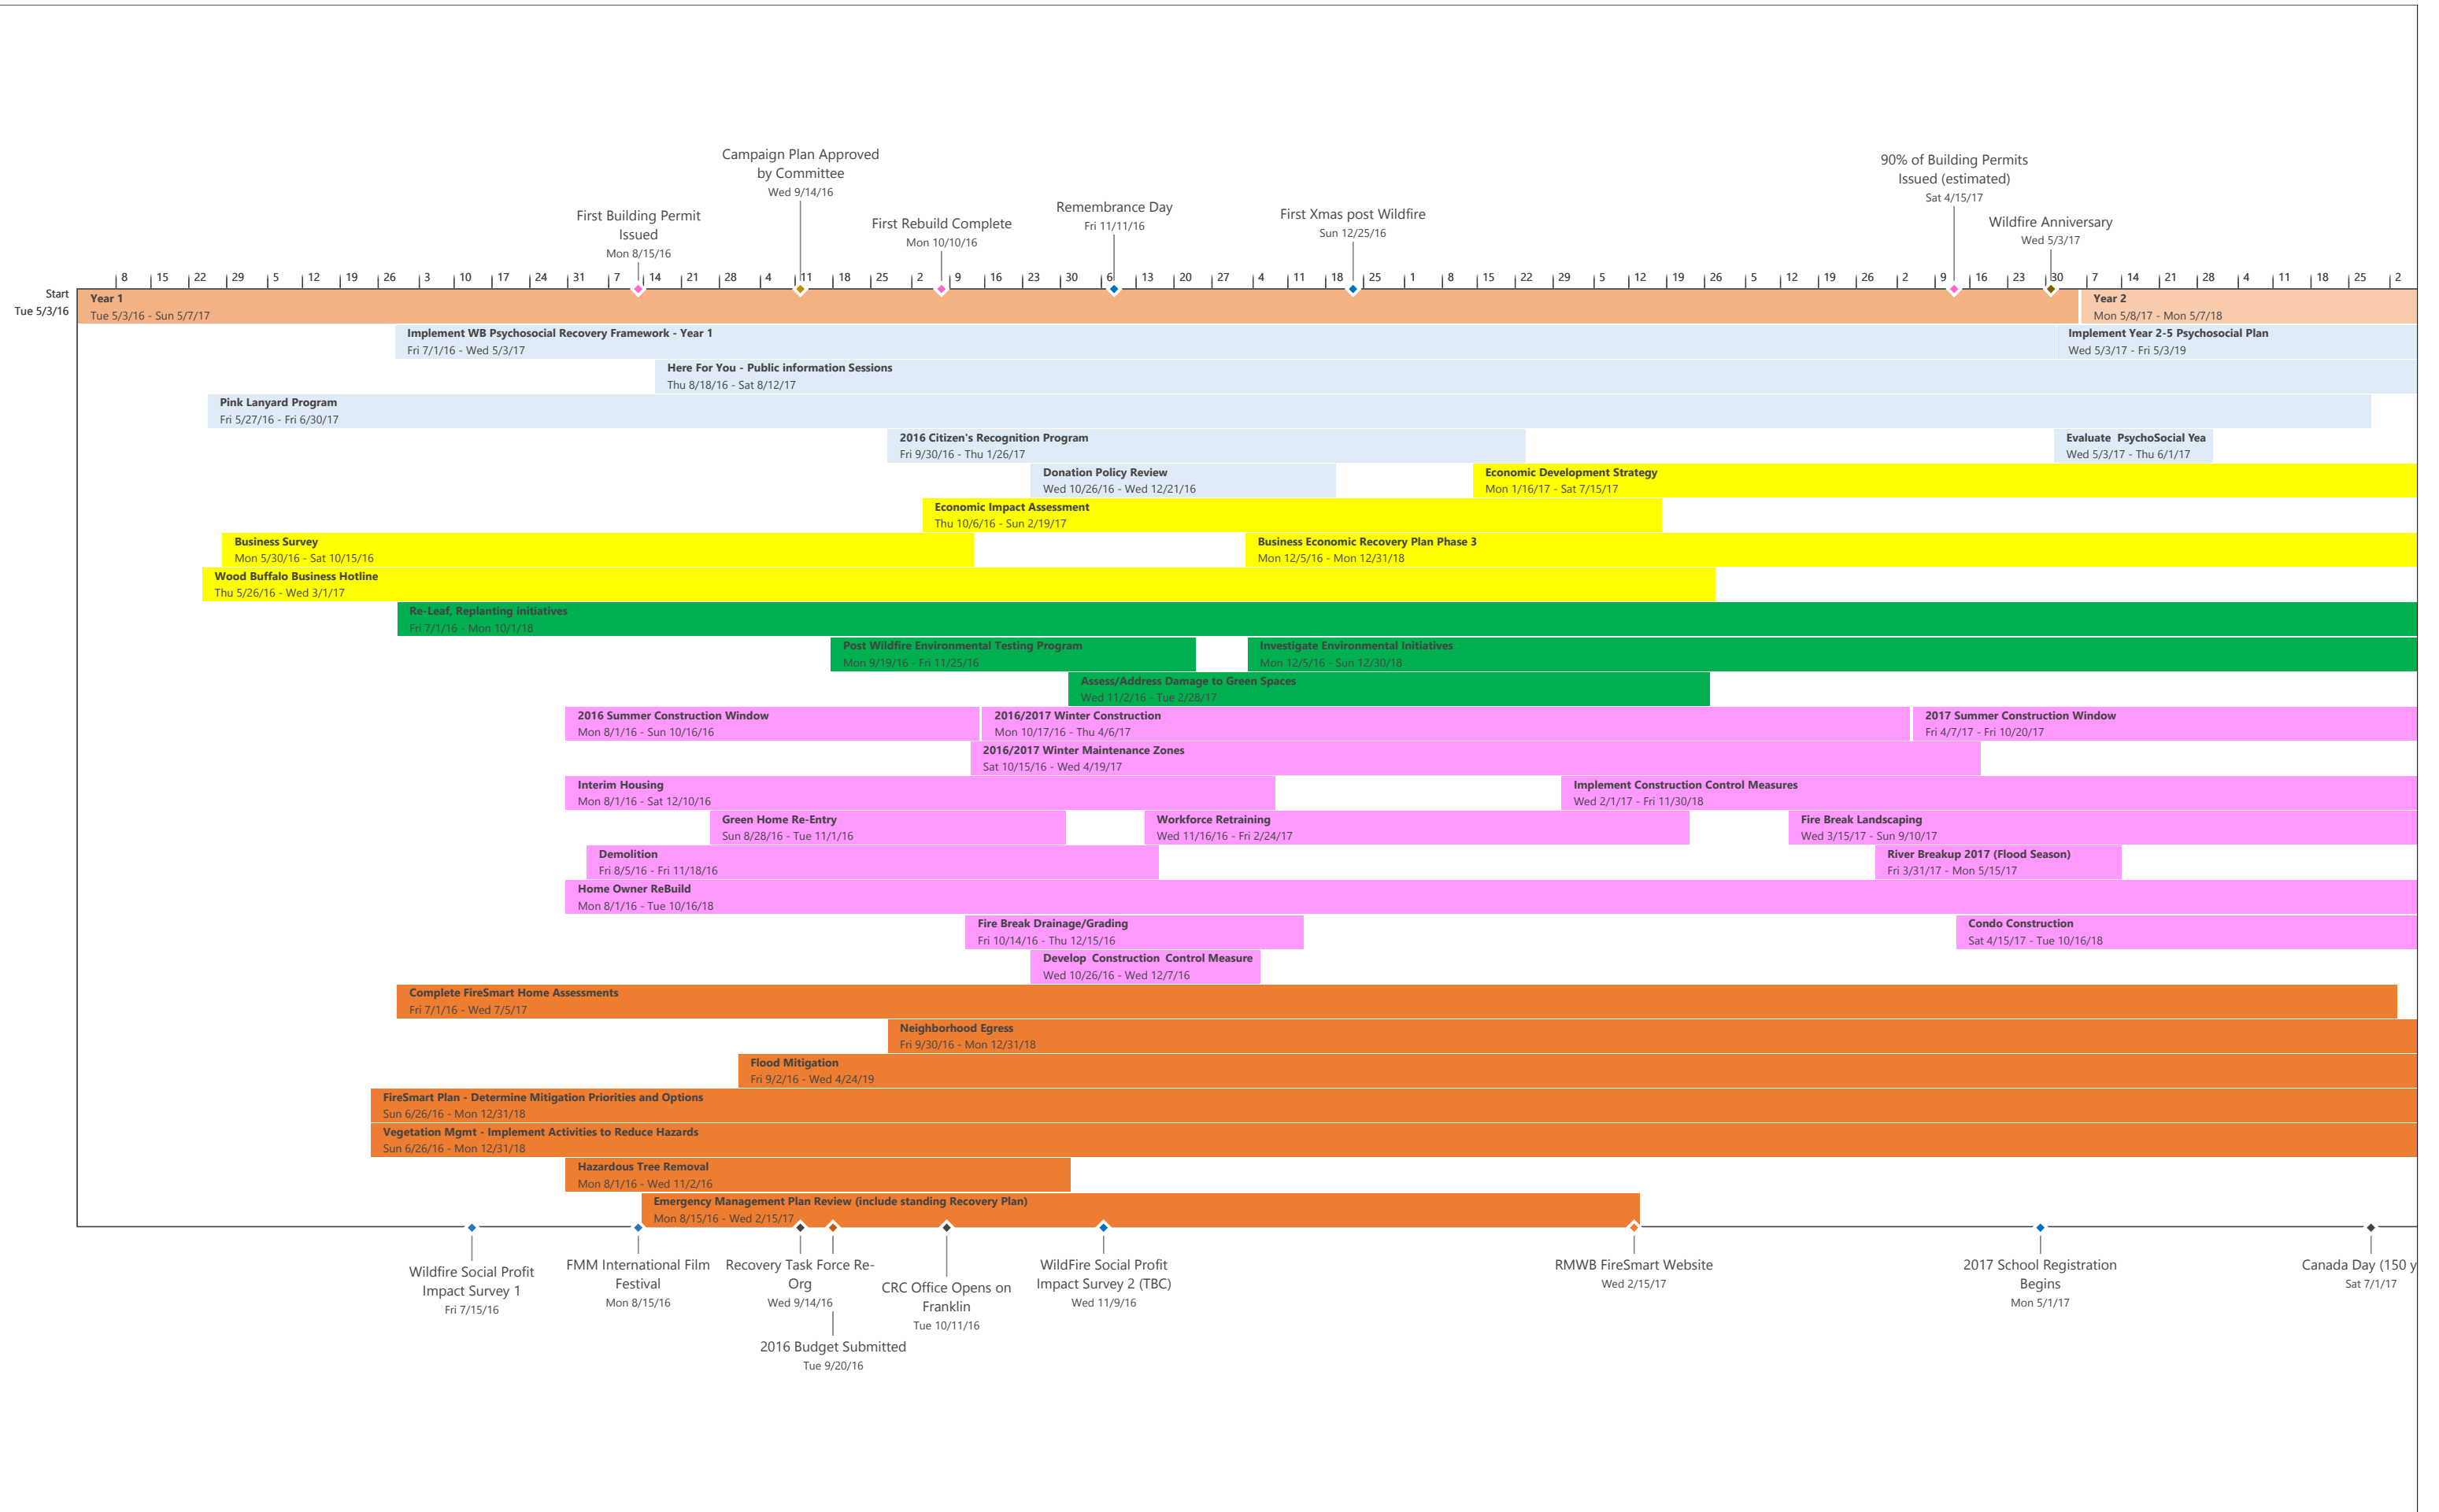 Campaign Plan Approved
by Committee
Wed 9/14/16
90% of Building Permits
Issued (estimated)
Sat 4/15/17
First Building Permit
Issued
Mon 8/15/16
First Rebuild Complete
Mon 10/10/16
Remembrance Day
Fri 11/11/16
First Xmas post Wildfire
Sun 12/25/16
Wildfire Anniversary
Wed 5/3/17
8 15 22 29 5 12 19 26 3 10 17 24 31 7 14 21 28 4 11 18 25 2 9 16 23 30 6 13 20 27 4 11 18 25 1 8 15 22 29 5 12 19 26 5 12 19 26 2 9 16 23 30 7 14 21 28 4 11 18 25 2
Start
Tue 5/3/16
Year 1
Tue 5/3/16 - Sun 5/7/17
Year 2
Mon 5/8/17 - Mon 5/7/18
Implement WB Psychosocial Recovery Framework - Year 1
Fri 7/1/16 - Wed 5/3/17
Implement Year 2-5 Psychosocial Plan
Wed 5/3/17 - Fri 5/3/19
Here For You - Public information Sessions
Thu 8/18/16 - Sat 8/12/17
Pink Lanyard Program
Fri 5/27/16 - Fri 6/30/17
2016 Citizen's Recognition Program
Fri 9/30/16 - Thu 1/26/17
Evaluate PsychoSocial Yea
Wed 5/3/17 - Thu 6/1/17
Donation Policy Review
Wed 10/26/16 - Wed 12/21/16
Economic Development Strategy
Mon 1/16/17 - Sat 7/15/17
Economic Impact Assessment
Thu 10/6/16 - Sun 2/19/17
Business Survey
Mon 5/30/16 - Sat 10/15/16
Business Economic Recovery Plan Phase 3
Mon 12/5/16 - Mon 12/31/18
Wood Buffalo Business Hotline
Thu 5/26/16 - Wed 3/1/17
Re-Leaf, Replanting initiatives
Fri 7/1/16 - Mon 10/1/18
Post Wildfire Environmental Testing Program
Mon 9/19/16 - Fri 11/25/16
Investigate Environmental Initiatives
Mon 12/5/16 - Sun 12/30/18
Assess/Address Damage to Green Spaces
Wed 11/2/16 - Tue 2/28/17
2016 Summer Construction Window
Mon 8/1/16 - Sun 10/16/16
2016/2017 Winter Construction
Mon 10/17/16 - Thu 4/6/17
2017 Summer Construction Window
Fri 4/7/17 - Fri 10/20/17
2016/2017 Winter Maintenance Zones
Sat 10/15/16 - Wed 4/19/17
Interim Housing
Mon 8/1/16 - Sat 12/10/16
Implement Construction Control Measures
Wed 2/1/17 - Fri 11/30/18
Green Home Re-Entry
Sun 8/28/16 - Tue 11/1/16
Workforce Retraining
Wed 11/16/16 - Fri 2/24/17
Fire Break Landscaping
Wed 3/15/17 - Sun 9/10/17
Demolition
Fri 8/5/16 - Fri 11/18/16
River Breakup 2017 (Flood Season)
Fri 3/31/17 - Mon 5/15/17
Home Owner ReBuild
Mon 8/1/16 - Tue 10/16/18
Fire Break Drainage/Grading
Fri 10/14/16 - Thu 12/15/16
Condo Construction
Sat 4/15/17 - Tue 10/16/18
Develop Construction Control Measure
Wed 10/26/16 - Wed 12/7/16
Complete FireSmart Home Assessments
Fri 7/1/16 - Wed 7/5/17
Neighborhood Egress
Fri 9/30/16 - Mon 12/31/18
Flood Mitigation
Fri 9/2/16 - Wed 4/24/19
FireSmart Plan - Determine Mitigation Priorities and Options
Sun 6/26/16 - Mon 12/31/18
Vegetation Mgmt - Implement Activities to Reduce Hazards
Sun 6/26/16 - Mon 12/31/18
Hazardous Tree Removal
Mon 8/1/16 - Wed 11/2/16
Emergency Management Plan Review (include standing Recovery Plan)
Mon 8/15/16 - Wed 2/15/17
Wildfire Social Profit
Impact Survey 1
Fri 7/15/16
FMM International Film
Festival
Mon 8/15/16
Recovery Task Force Re-
Org
Wed 9/14/16
2016 Budget Submitted
Tue 9/20/16
CRC Office Opens on
Franklin
Tue 10/11/16
WildFire Social Profit
Impact Survey 2 (TBC)
Wed 11/9/16
RMWB FireSmart Website
Wed 2/15/17
2017 School Registration
Begins
Mon 5/1/17
Canada Day (150 y
Sat 7/1/17